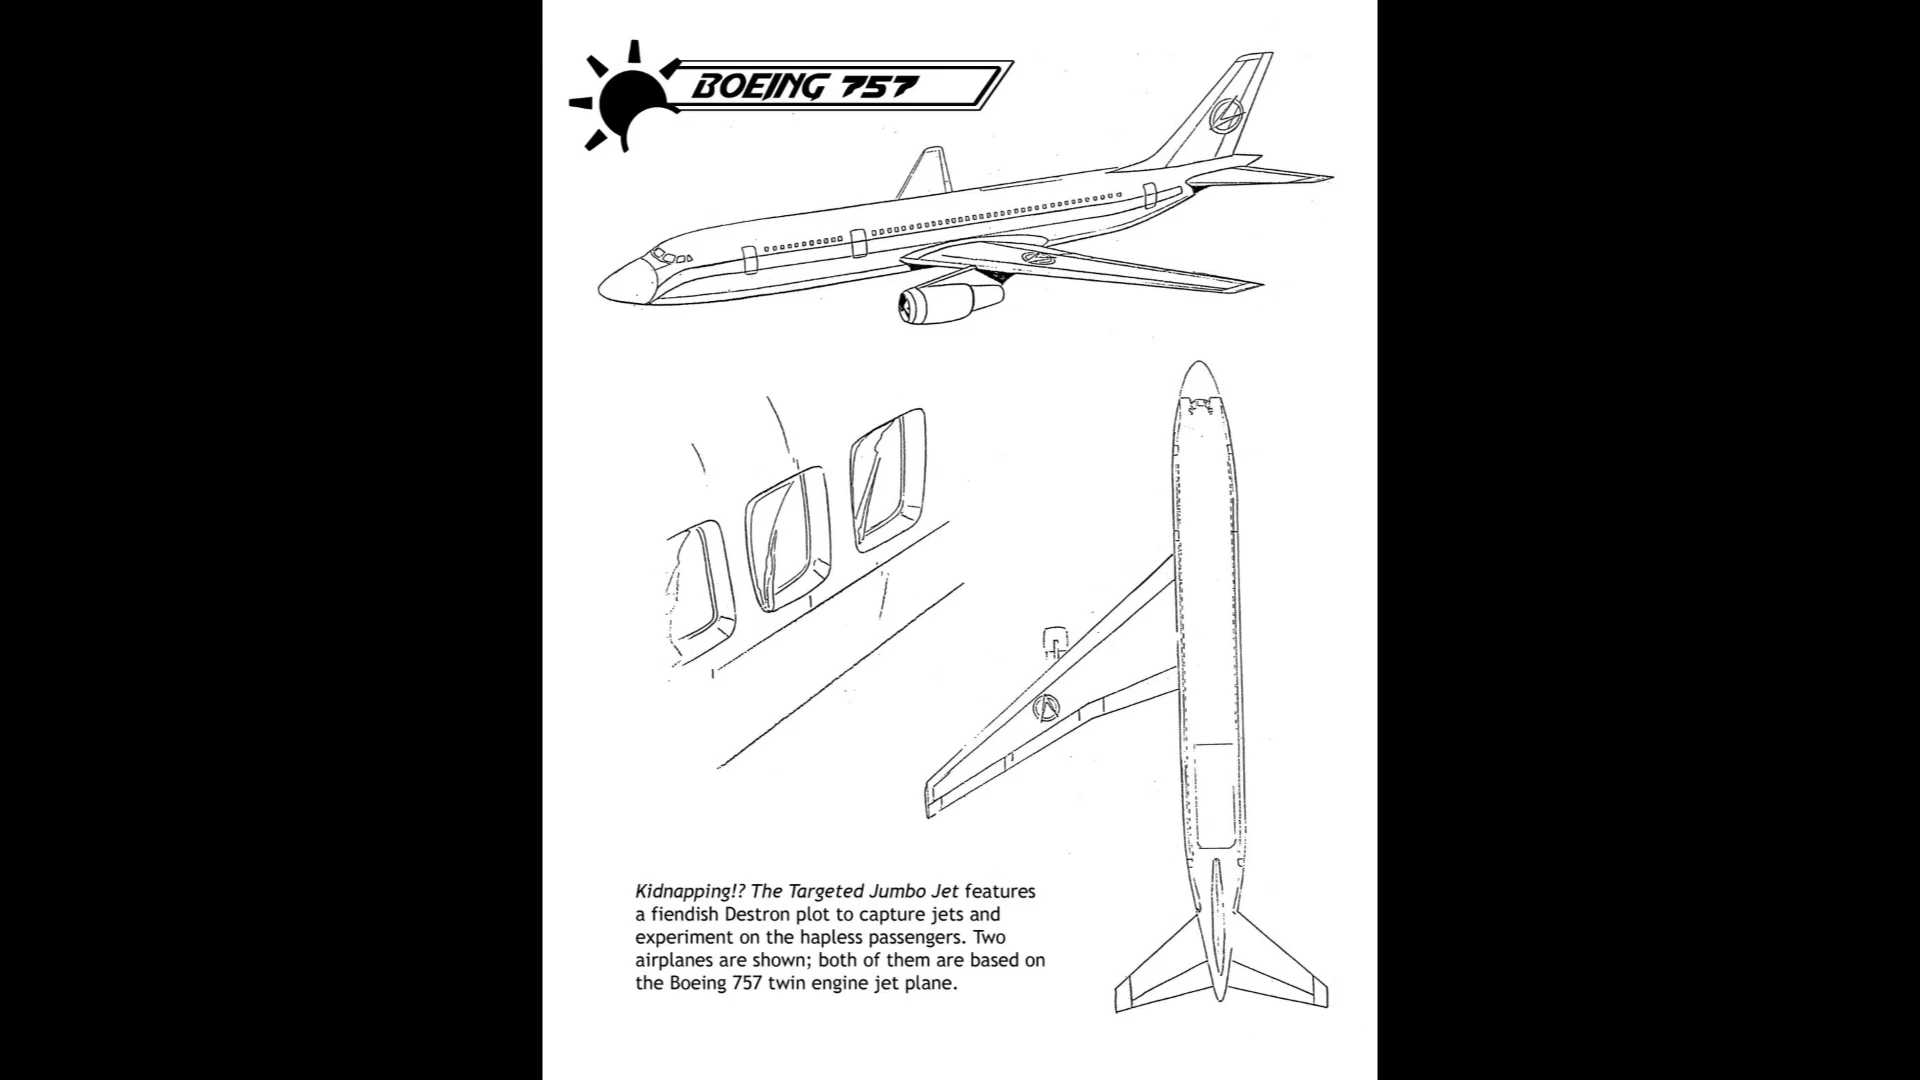 BOEING 757
Kidnapping!? The Targeted Jumbo Jet features
a fiendish Destron plot to capture jets and
experiment on the hapless passengers. Two
airplanes are shown; both of them are based on
the Boeing 757 twin engine jet plane.